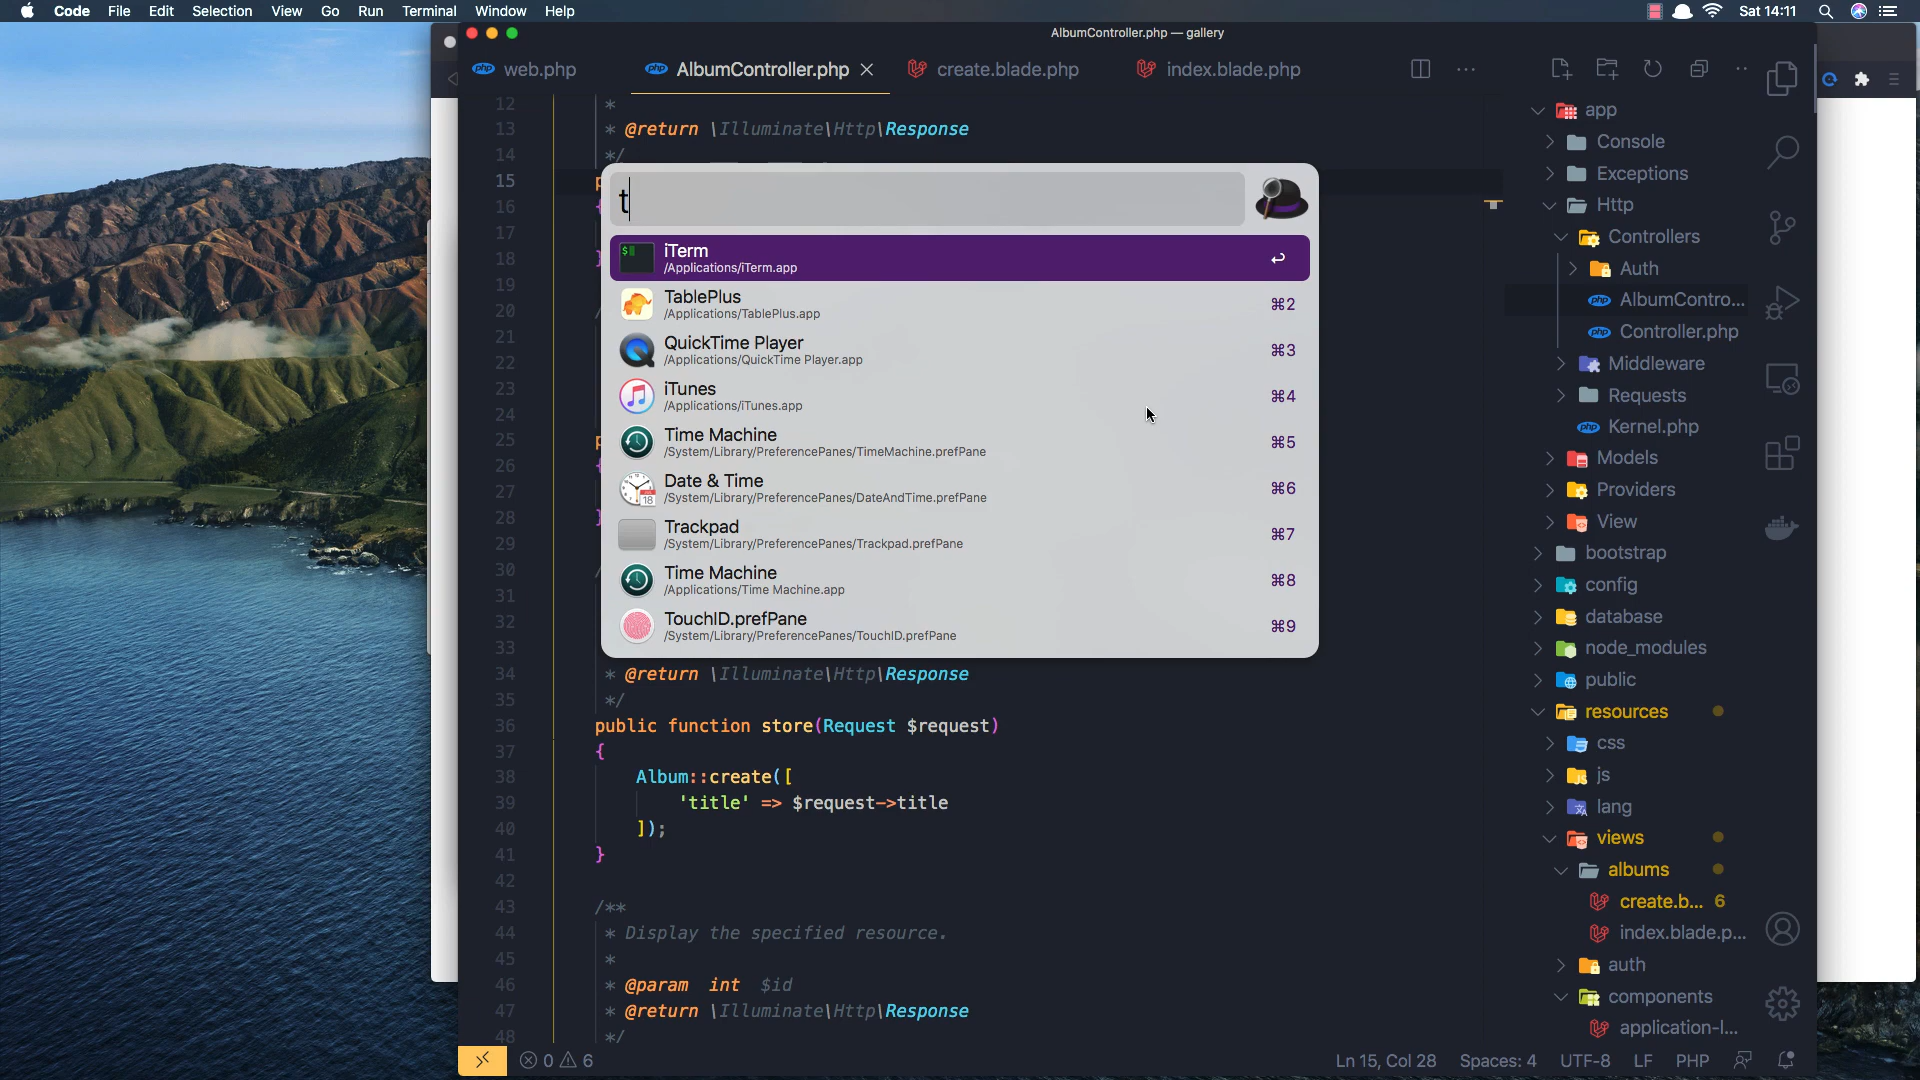 Code File Edit Selection View Go Run Terminal Window Help
Sat 14:11
AlbumController.php — gallery
web.php
AlbumController.php
create.blade.php
index.blade.php
12 *
13 * @return \Illuminate\Http\Response
14 */
15
16
17
18
19
20
21
22
23
24
25
26
27
28
29
30
31
32
33
t
iTerm
/Applications/iTerm.app
TablePlus ⌘2
/Applications/TablePlus.app
QuickTime Player ⌘3
/Applications/QuickTime Player.app
iTunes ⌘4
/Applications/iTunes.app
Time Machine ⌘5
/System/Library/PreferencePanes/TimeMachine.prefPane
Date & Time ⌘6
/System/Library/PreferencePanes/DateAndTime.prefPane
Trackpad ⌘7
/System/Library/PreferencePanes/Trackpad.prefPane
Time Machine ⌘8
/Applications/Time Machine.app
TouchID.prefPane ⌘9
/System/Library/PreferencePanes/TouchID.prefPane
34 * @return \Illuminate\Http\Response
35 */
36 public function store(Request $request)
37 {
38 Album::create([
39 'title' => $request->title
40 ]);
41 }
42
43 /**
44 * Display the specified resource.
45 *
46 * @param int $id
47 * @return \Illuminate\Http\Response
48 */
app
Console
Exceptions
Http
Controllers
Auth
AlbumContro...
Controller.php
Middleware
Requests
Kernel.php
Models
Providers
View
bootstrap
config
database
node_modules
public
resources
css
js
lang
views
albums
create.b... 6
index.blade.p...
auth
components
application-l...
0 6
Ln 15, Col 28 Spaces: 4 UTF-8 LF PHP